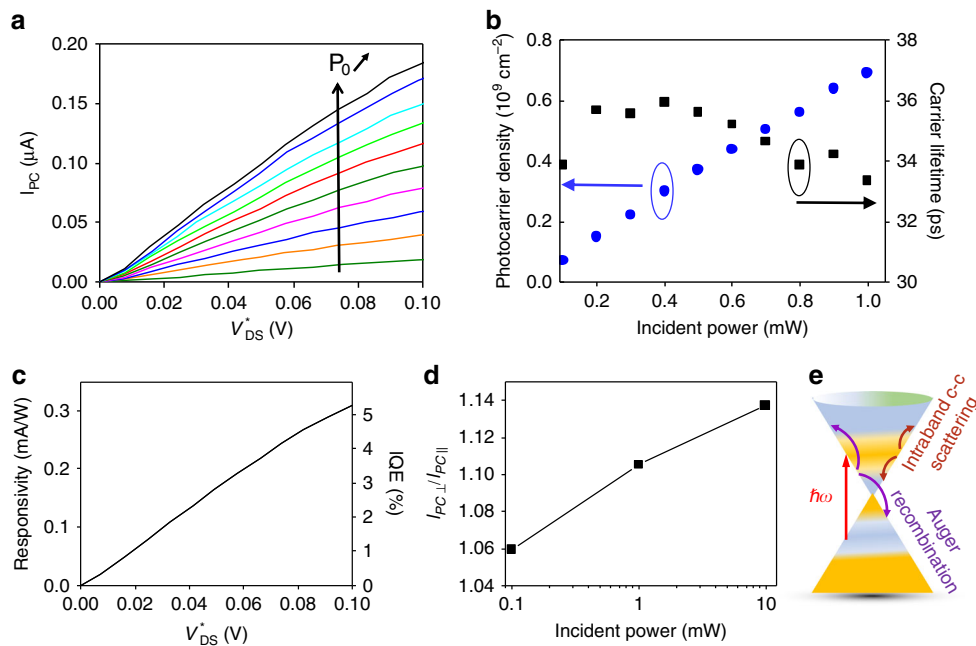 a
0.20
0.15
0.10
0.05
0.00
I_PC (µA)
P_0
0.00 0.02 0.04 0.06 0.08 0.10
V*_DS (V)
b
0.8
0.6
0.4
0.2
0.0
Photocarrier density (10⁹ cm⁻²)
38
36
34
32
30
Carrier lifetime (ps)
0.2 0.4 0.6 0.8 1.0
Incident power (mW)
c
0.3
0.2
0.1
0.0
Responsivity (mA/W)
5
4
3
2
1
0
IQE (%)
0.00 0.02 0.04 0.06 0.08 0.10
V*_DS (V)
d
1.14
1.12
1.10
1.08
1.06
1.04
I_PC⊥/I_PC||
0.1 1 10
Incident power (mW)
e
ħω
Intraband c-c
scattering
Auger
recombination